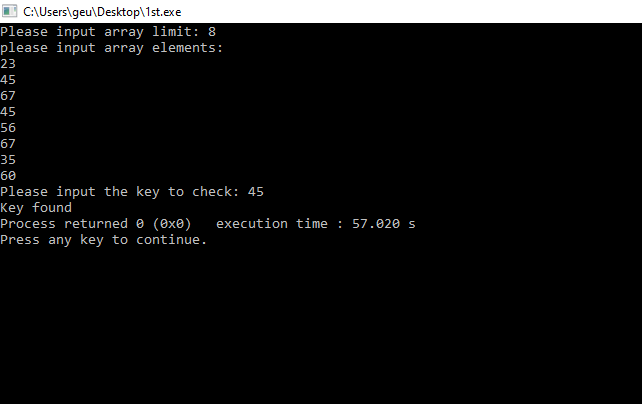 C:\Users\geu\Desktop\1st.exe
Please input array limit: 8
please input array elements:
23
45
67
45
56
67
35
60
Please input the key to check: 45
Key found
Process returned 0 (0x0)   execution time : 57.020 s
Press any key to continue.